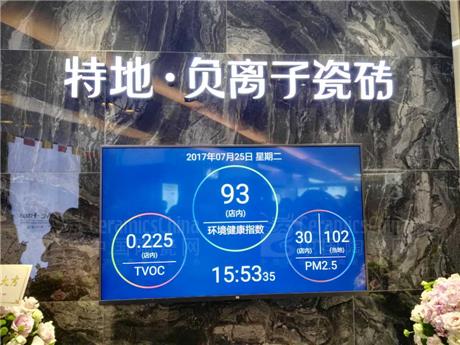 特地·负离子瓷砖
2017年07月25日 星期二
93
(店内)
环境健康指数
0.225
(店内)
TVOC
30 102
(店内) (当地)
PM2.5
15:53 35